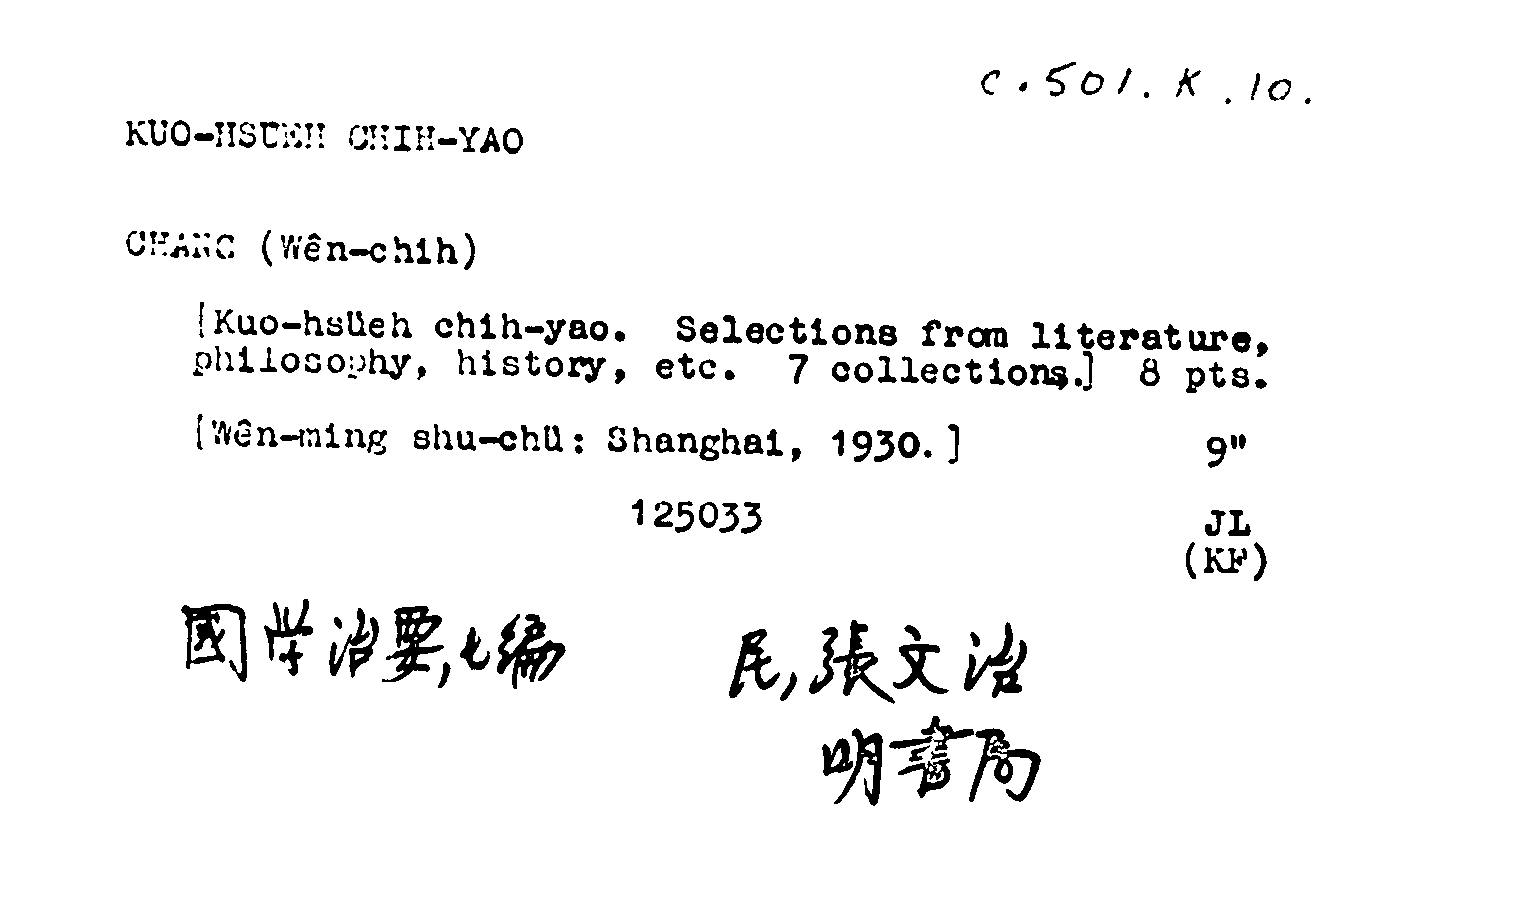 c.501.K.10.
KUO-HSÜEH CHIH-YAO
CHANG (Wên-chih)
[Kuo-hsüeh chih-yao. Selections from literature,
philosophy, history, etc. 7 collections.] 8 pts.
[Wên-ming shu-chü: Shanghai, 1930.] 9"
125033 JL
(KF)
國学治要,七編 民,張文治
明書局